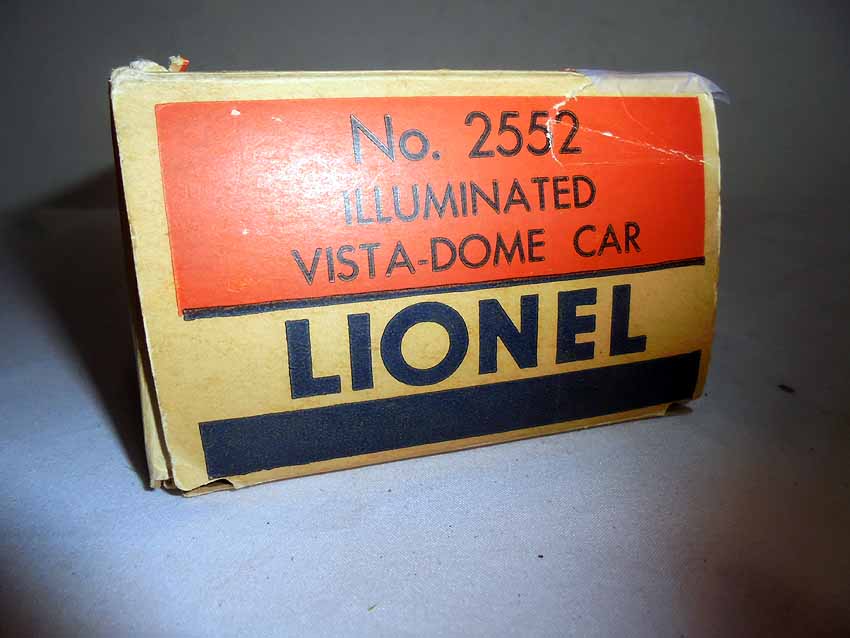 No. 2552
ILLUMINATED
VISTA-DOME CAR
LIONEL